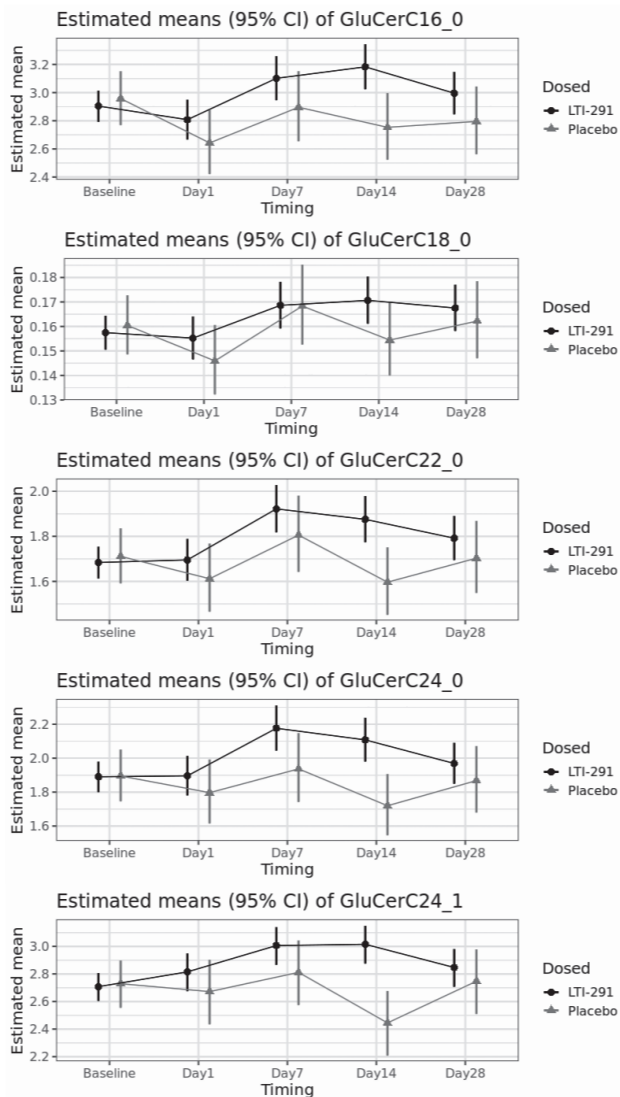 Estimated means (95% CI) of GluCerC16_0
Estimated mean
3.2
3.0
2.8
2.6
2.4
Baseline Day1 Day7 Day14 Day28
Timing
Dosed
LTI-291
Placebo
Estimated means (95% CI) of GluCerC18_0
Estimated mean
0.18
0.17
0.16
0.15
0.14
0.13
Baseline Day1 Day7 Day14 Day28
Timing
Dosed
LTI-291
Placebo
Estimated means (95% CI) of GluCerC22_0
Estimated mean
2.0
1.8
1.6
Baseline Day1 Day7 Day14 Day28
Timing
Dosed
LTI-291
Placebo
Estimated means (95% CI) of GluCerC24_0
Estimated mean
2.2
2.0
1.8
1.6
Baseline Day1 Day7 Day14 Day28
Timing
Dosed
LTI-291
Placebo
Estimated means (95% CI) of GluCerC24_1
Estimated mean
3.0
2.8
2.6
2.4
2.2
Baseline Day1 Day7 Day14 Day28
Timing
Dosed
LTI-291
Placebo